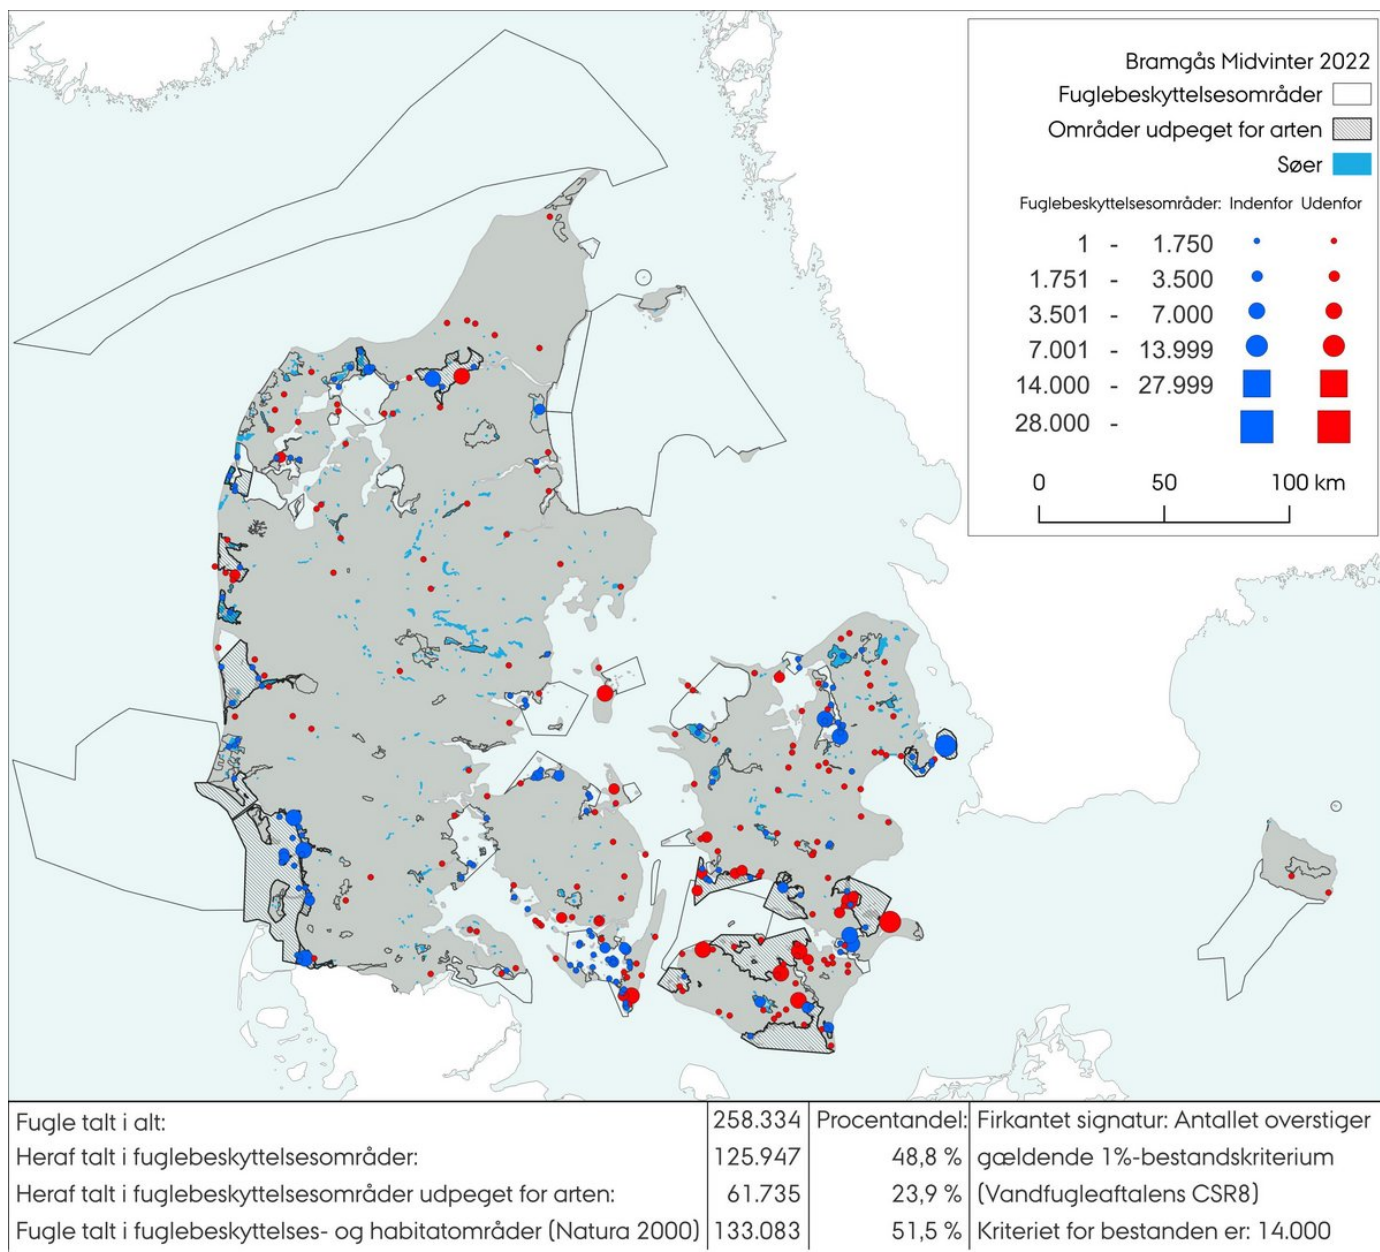 Bramgås Midvinter 2022
Fuglebeskyttelsesområder
Områder udpeget for arten
Søer
Fuglebeskyttelsesområder: Indenfor Udenfor
1 - 1.750
1.751 - 3.500
3.501 - 7.000
7.001 - 13.999
14.000 - 27.999
28.000 -
0 50 100 km
Fugle talt i alt: 258.334 Procentandel: Firkantet signatur: Antallet overstiger
Heraf talt i fuglebeskyttelsesområder: 125.947 48,8 % gældende 1%-bestandskriterium
Heraf talt i fuglebeskyttelsesområder udpeget for arten: 61.735 23,9 % (Vandfugleaftalens CSR8)
Fugle talt i fuglebeskyttelses- og habitatområder (Natura 2000) 133.083 51,5 % Kriteriet for bestanden er: 14.000